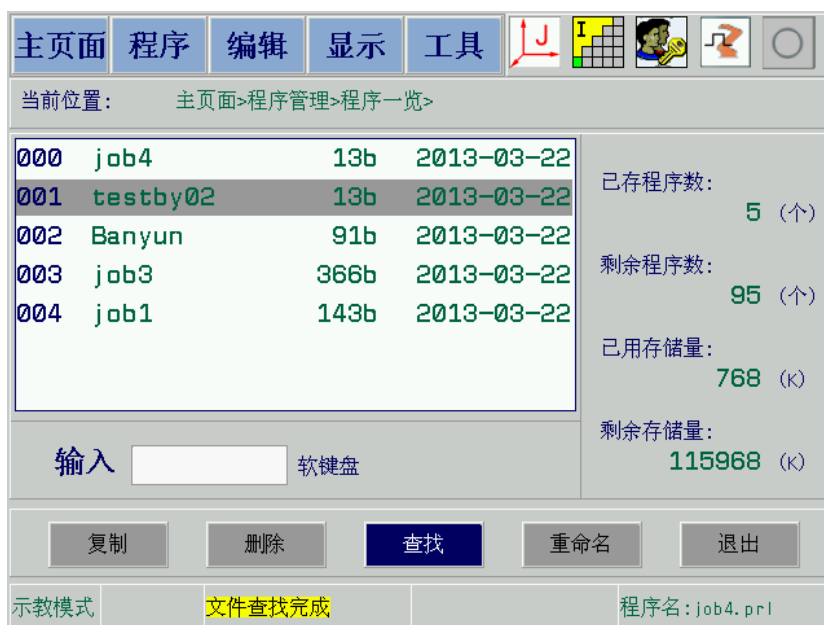 主页面 程序 编辑 显示 工具 J I
当前位置: 主页面>程序管理>程序一览>
000 job4 13b 2013-03-22
001 testby02 13b 2013-03-22
002 Banyun 91b 2013-03-22
003 job3 366b 2013-03-22
004 job1 143b 2013-03-22
已存程序数:
5 (个)
剩余程序数:
95 (个)
已用存储量:
768 (K)
剩余存储量:
115968 (K)
输入 软键盘
复制 删除 查找 重命名 退出
示教模式 文件查找完成 程序名:job4.prl